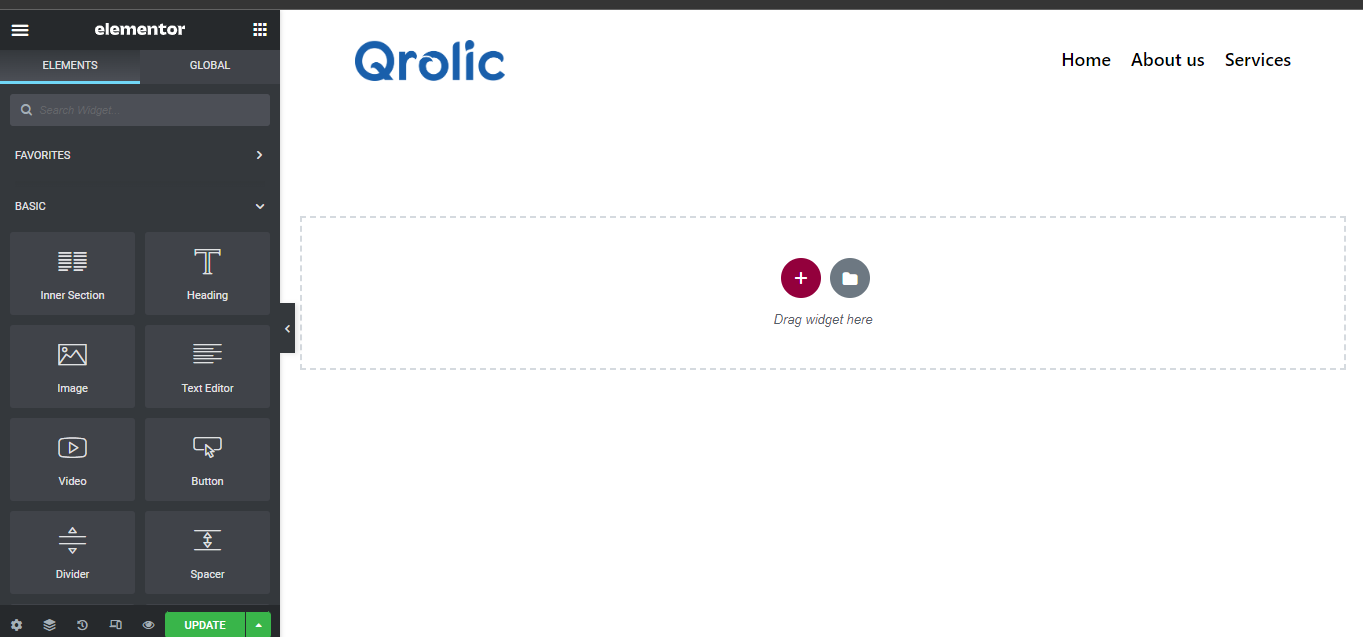 elementor
ELEMENTS GLOBAL
Search Widget...
FAVORITES
BASIC
Inner Section Heading
Image Text Editor
Video Button
Divider Spacer
UPDATE
Qrolic
Home About us Services
Drag widget here